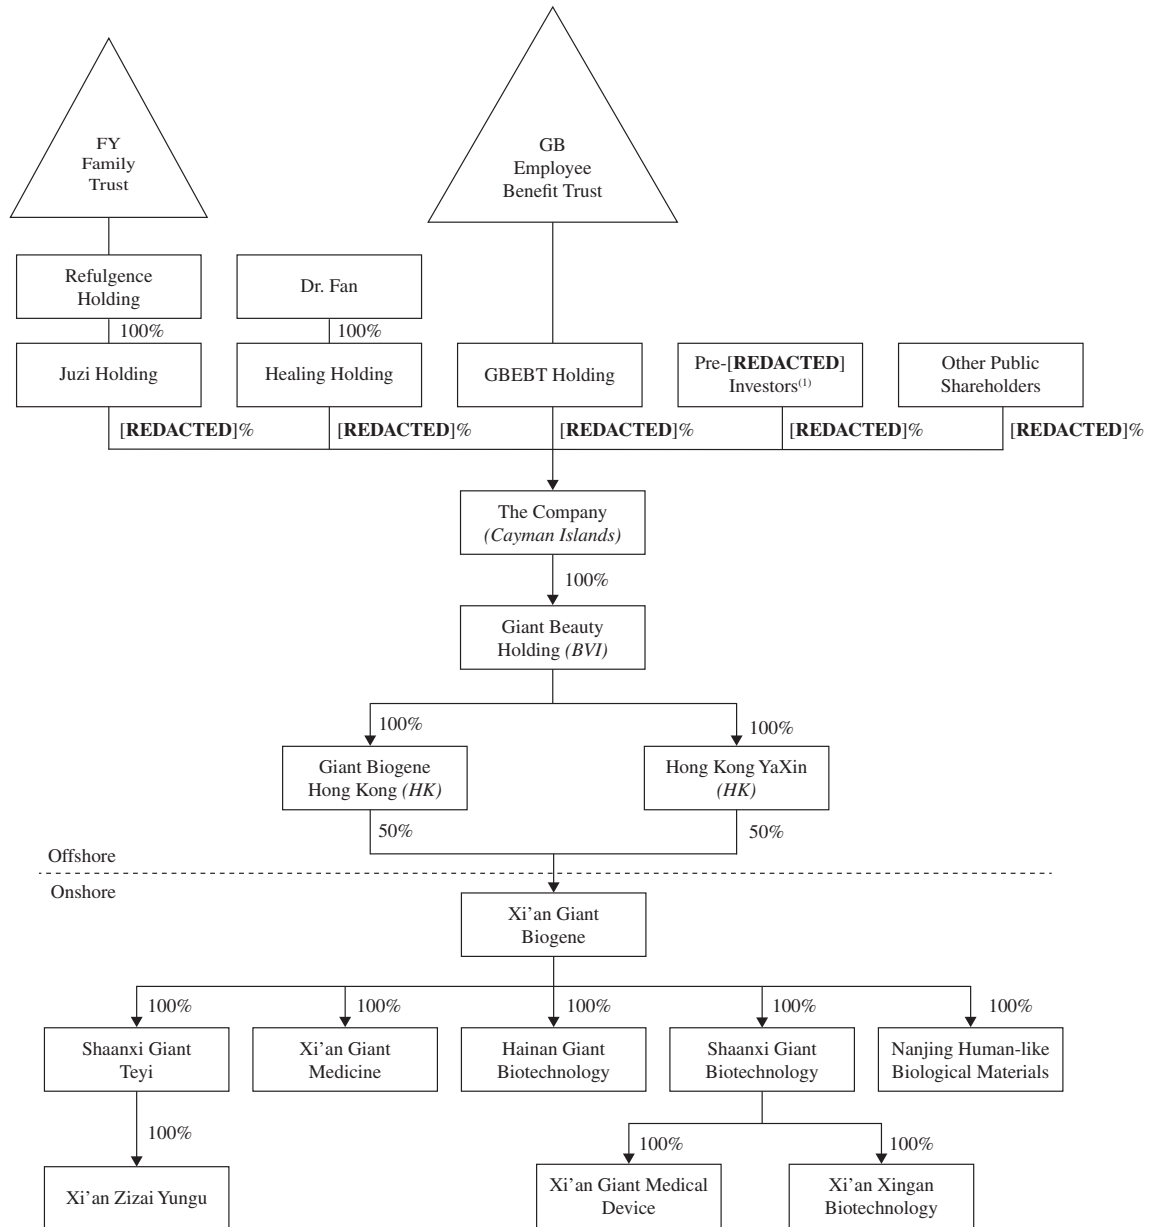 FY
Family
Trust
GB
Employee
Benefit Trust
Refulgence
Holding
Dr. Fan
100%
100%
Juzi Holding
Healing Holding
GBEBT Holding
Pre-[REDACTED]
Investors(1)
Other Public
Shareholders
[REDACTED]%
[REDACTED]%
[REDACTED]%
[REDACTED]%
[REDACTED]%
The Company
(Cayman Islands)
100%
Giant Beauty
Holding (BVI)
100%
100%
Giant Biogene
Hong Kong (HK)
Hong Kong YaXin
(HK)
50%
50%
Offshore
Onshore
Xi’an Giant
Biogene
100%
100%
100%
100%
100%
Shaanxi Giant
Teyi
Xi’an Giant
Medicine
Hainan Giant
Biotechnology
Shaanxi Giant
Biotechnology
Nanjing Human-like
Biological Materials
100%
100%
100%
Xi’an Zizai Yungu
Xi’an Giant Medical
Device
Xi’an Xingan
Biotechnology